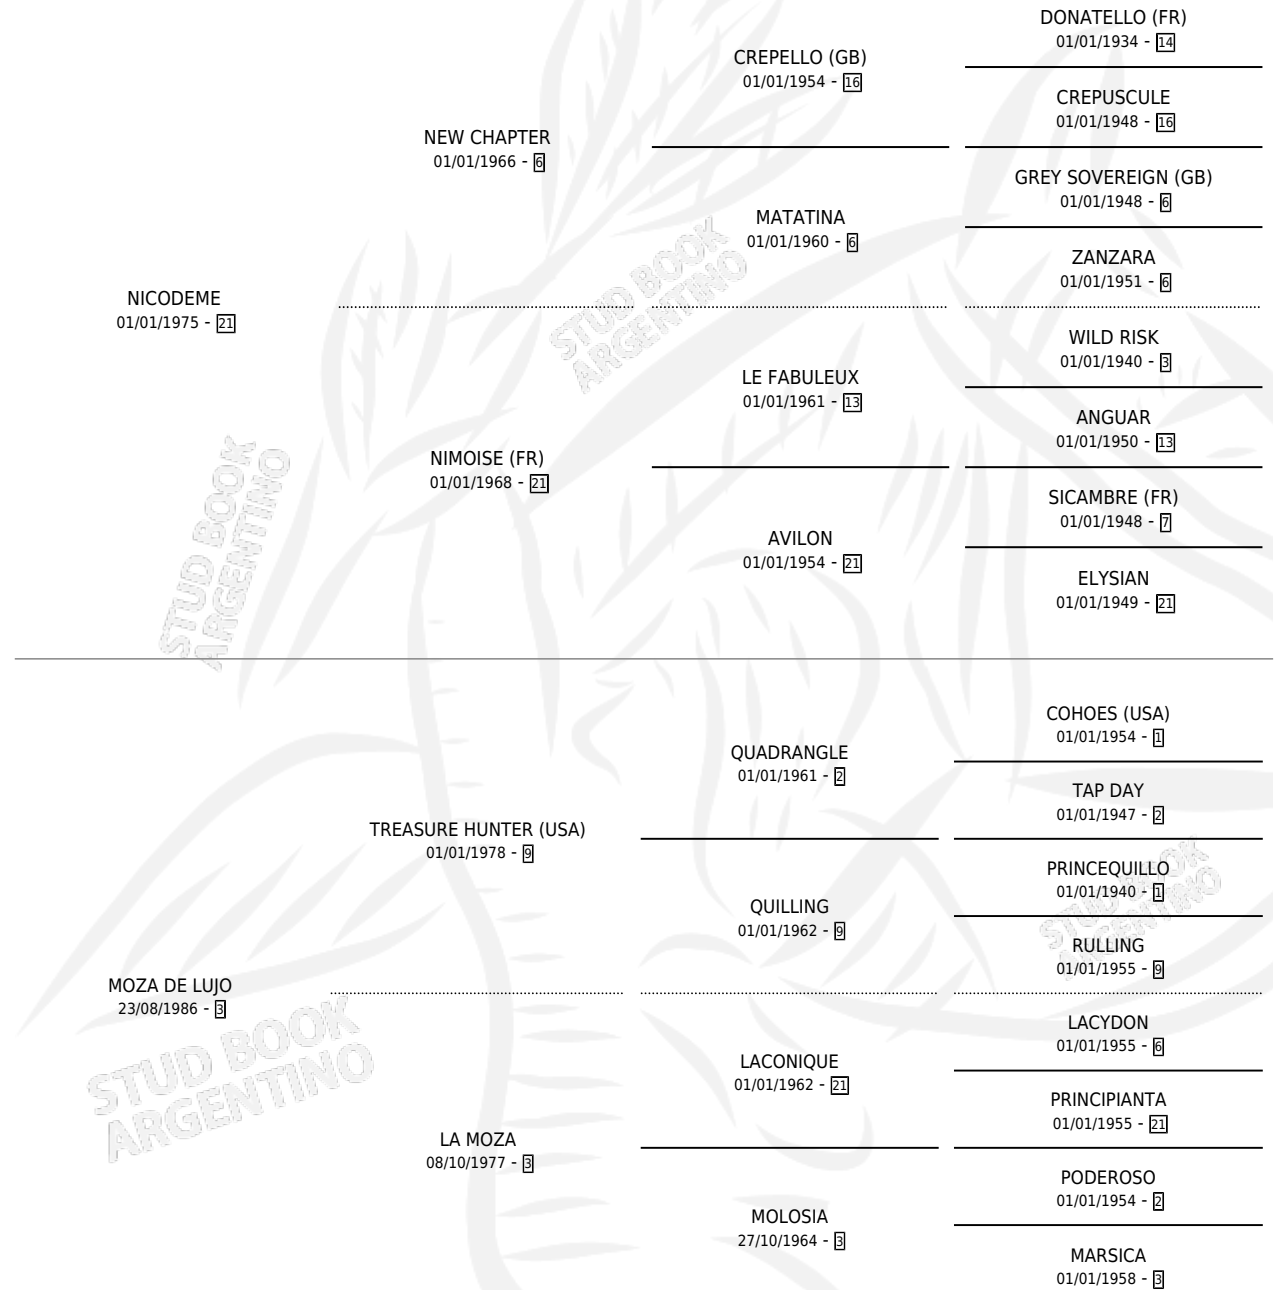 DONATELLO (FR)
01/01/1934 - 14
CREPELLO (GB)
01/01/1954 - 16
CREPUSCULE
01/01/1948 - 16
NEW CHAPTER
01/01/1966 - 6
GREY SOVEREIGN (GB)
01/01/1948 - 6
MATATINA
01/01/1960 - 6
ZANZARA
01/01/1951 - 6
NICODEME
01/01/1975 - 21
WILD RISK
01/01/1940 - 3
LE FABULEUX
01/01/1961 - 13
ANGUAR
01/01/1950 - 13
NIMOISE (FR)
01/01/1968 - 21
SICAMBRE (FR)
01/01/1948 - 7
AVILON
01/01/1954 - 21
ELYSIAN
01/01/1949 - 21
COHOES (USA)
01/01/1954 - 1
QUADRANGLE
01/01/1961 - 2
TAP DAY
01/01/1947 - 2
TREASURE HUNTER (USA)
01/01/1978 - 9
PRINCEQUILLO
01/01/1940 - 1
QUILLING
01/01/1962 - 9
RULLING
01/01/1955 - 9
MOZA DE LUJO
23/08/1986 - 3
LACYDON
01/01/1955 - 6
LACONIQUE
01/01/1962 - 21
PRINCIPIANTA
01/01/1955 - 21
LA MOZA
08/10/1977 - 3
PODEROSO
01/01/1954 - 2
MOLOSIA
27/10/1964 - 3
MARSICA
01/01/1958 - 3
STUD BOOK
ARGENTINO
STUD BOOK
ARGENTINO
STUD BOOK
ARGENTINO
STUD BOOK
ARGENTINO